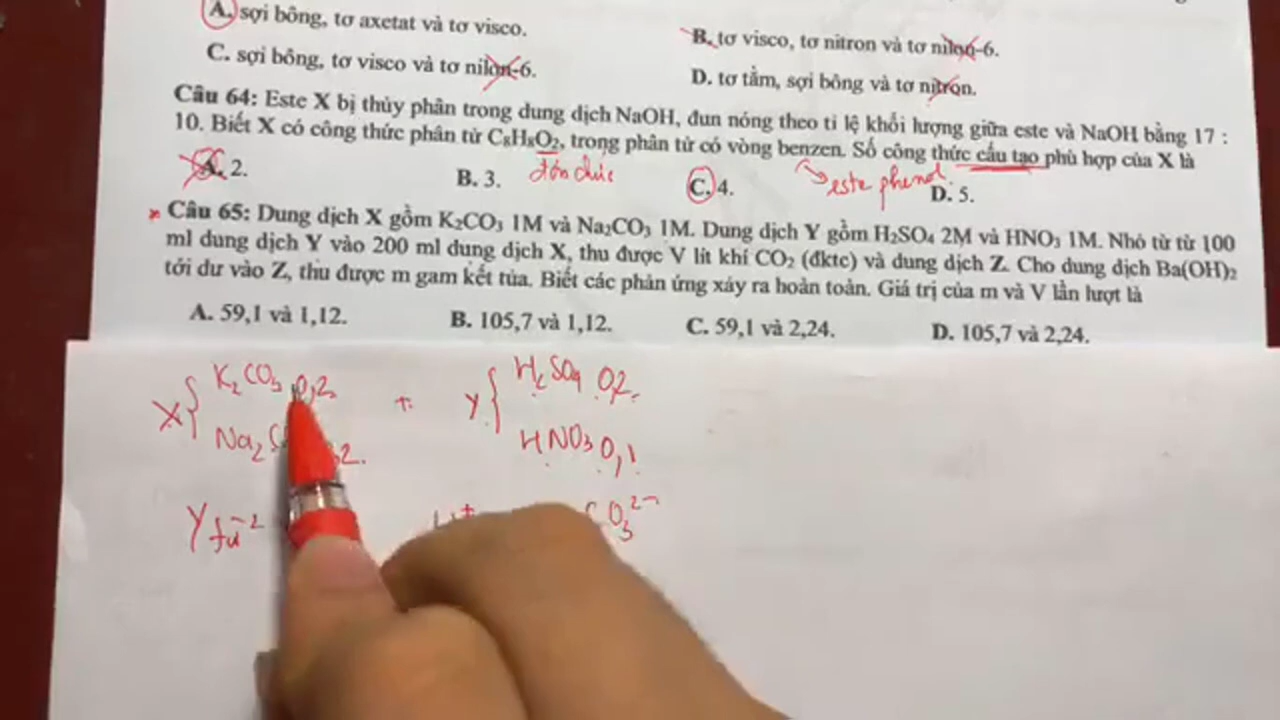 A. sợi bông, tơ axetat và tơ visco.
B. tơ visco, tơ nitron và tơ nilon-6.
C. sợi bông, tơ visco và tơ nilon-6.
D. tơ tằm, sợi bông và tơ nitron.
Câu 64: Este X bị thủy phân trong dung dịch NaOH, đun nóng theo tỉ lệ khối lượng giữa este và NaOH bằng 17 :
10. Biết X có công thức phân tử C₈H₈O₂, trong phân tử có vòng benzen. Số công thức cấu tạo phù hợp của X là
A. 2.
B. 3.
đơn chức
C. 4.
este phenol
D. 5.
Câu 65: Dung dịch X gồm K₂CO₃ 1M và Na₂CO₃ 1M. Dung dịch Y gồm H₂SO₄ 2M và HNO₃ 1M. Nhỏ từ từ 100
ml dung dịch Y vào 200 ml dung dịch X, thu được V lít khí CO₂ (đktc) và dung dịch Z. Cho dung dịch Ba(OH)₂
tới dư vào Z, thu được m gam kết tủa. Biết các phản ứng xảy ra hoàn toàn. Giá trị của m và V lần lượt là
A. 59,1 và 1,12.
B. 105,7 và 1,12.
C. 59,1 và 2,24.
D. 105,7 và 2,24.
X { K₂CO₃ 0,2 + Y { H₂SO₄ 0,2
Na₂ 2. HNO₃ 0,1
Y từ H⁺ CO₃²⁻